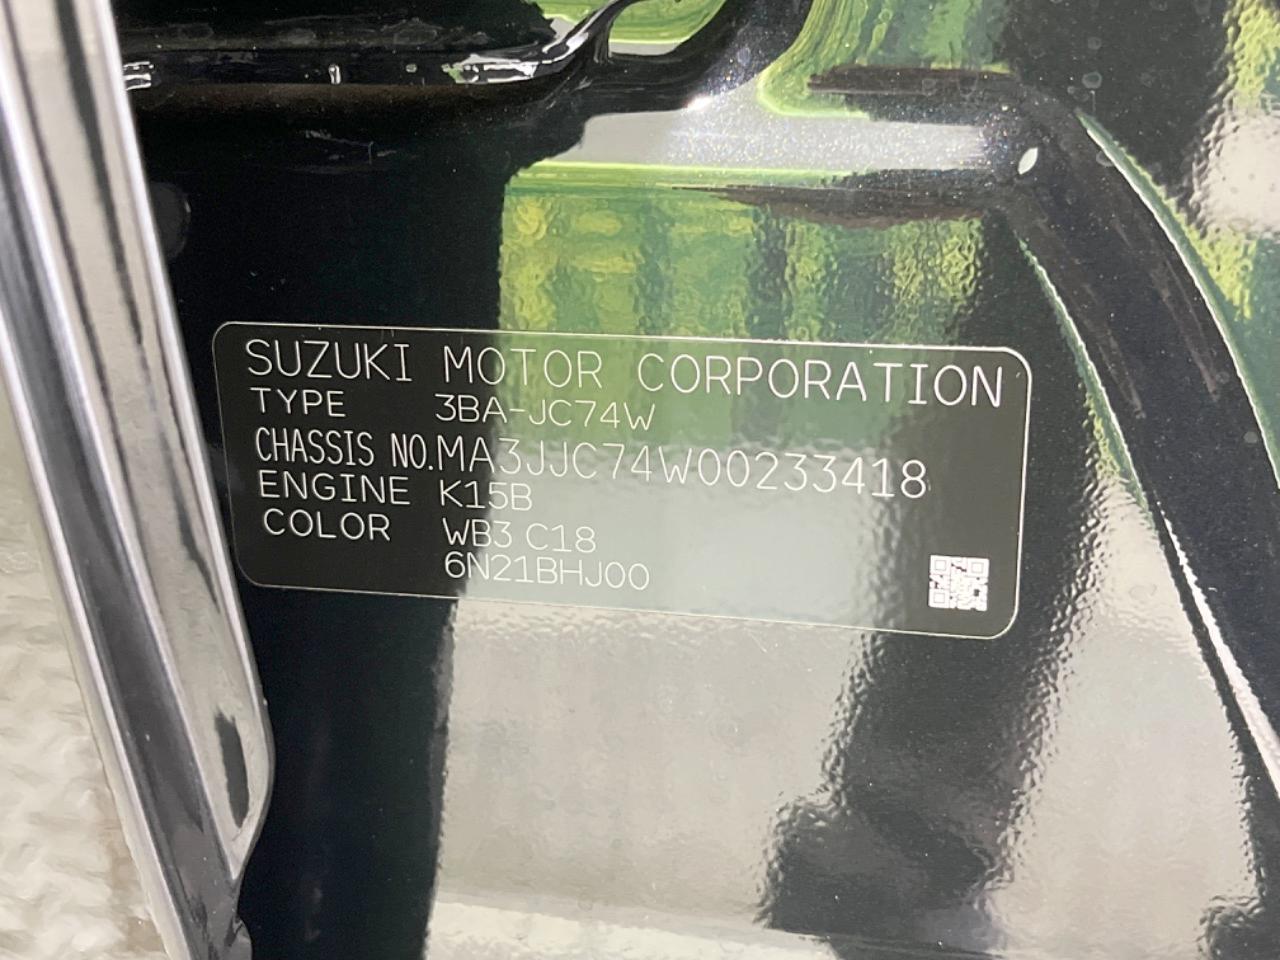 SUZUKI MOTOR CORPORATION
TYPE 3BA-JC74W
CHASSIS NO.MA3JJC74W00233418
ENGINE K15B
COLOR WB3 C18
6N21BHJ00